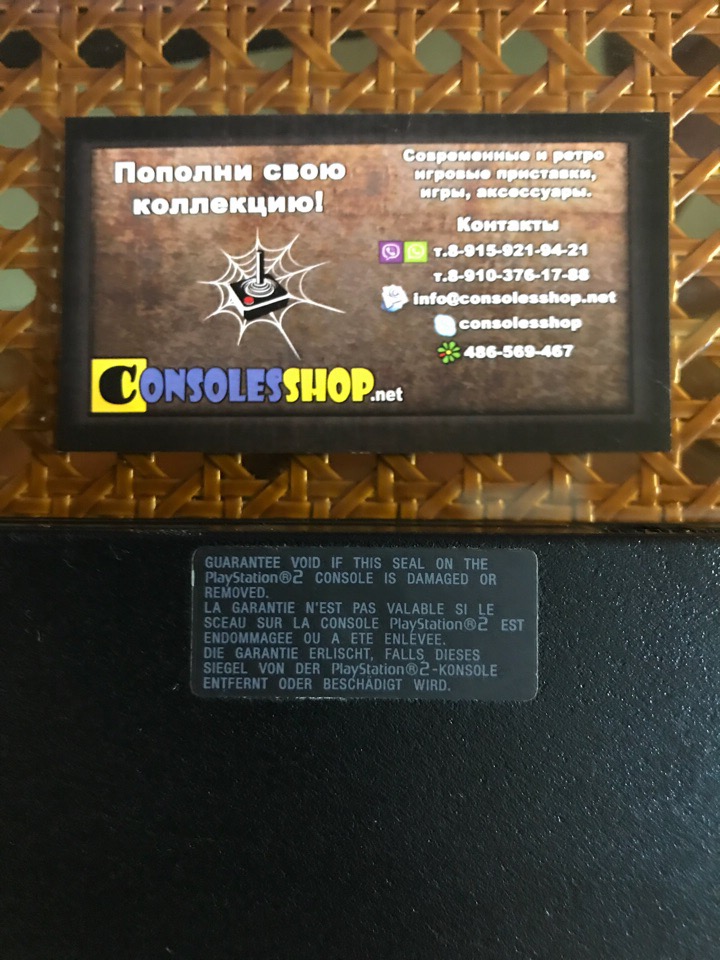 Пополни свою
коллекцию!
CONSOLESSHOP.net
Современные и ретро
игровые приставки,
игры, аксессуары.
Контакты
т.8-915-921-94-21
т.8-910-376-17-88
info@consolesshop.net
consolesshop
486-569-467
GUARANTEE VOID IF THIS SEAL ON THE
PlayStation®2 CONSOLE IS DAMAGED OR
REMOVED.
LA GARANTIE N'EST PAS VALABLE SI LE
SCEAU SUR LA CONSOLE PlayStation®2 EST
ENDOMMAGEE OU A ETE ENLEVEE.
DIE GARANTIE ERLISCHT, FALLS DIESES
SIEGEL VON DER PlayStation®2-KONSOLE
ENTFERNT ODER BESCHÄDIGT WIRD.